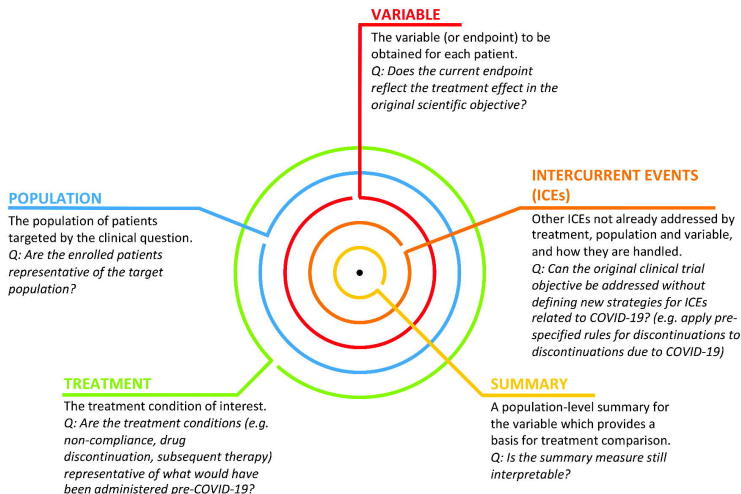 VARIABLE
The variable (or endpoint) to be
obtained for each patient.
Q: Does the current endpoint
reflect the treatment effect in the
original scientific objective?
POPULATION
The population of patients
targeted by the clinical question.
Q: Are the enrolled patients
representative of the target
population?
INTERCURRENT EVENTS
(ICEs)
Other ICEs not already addressed by
treatment, population and variable,
and how they are handled.
Q: Can the original clinical trial
objective be addressed without
defining new strategies for ICEs
related to COVID-19? (e.g. apply pre-
specified rules for discontinuations to
discontinuations due to COVID-19)
TREATMENT
The treatment condition of interest.
Q: Are the treatment conditions (e.g.
non-compliance, drug
discontinuation, subsequent therapy)
representative of what would have
been administered pre-COVID-19?
SUMMARY
A population-level summary for
the variable which provides a
basis for treatment comparison.
Q: Is the summary measure still
interpretable?